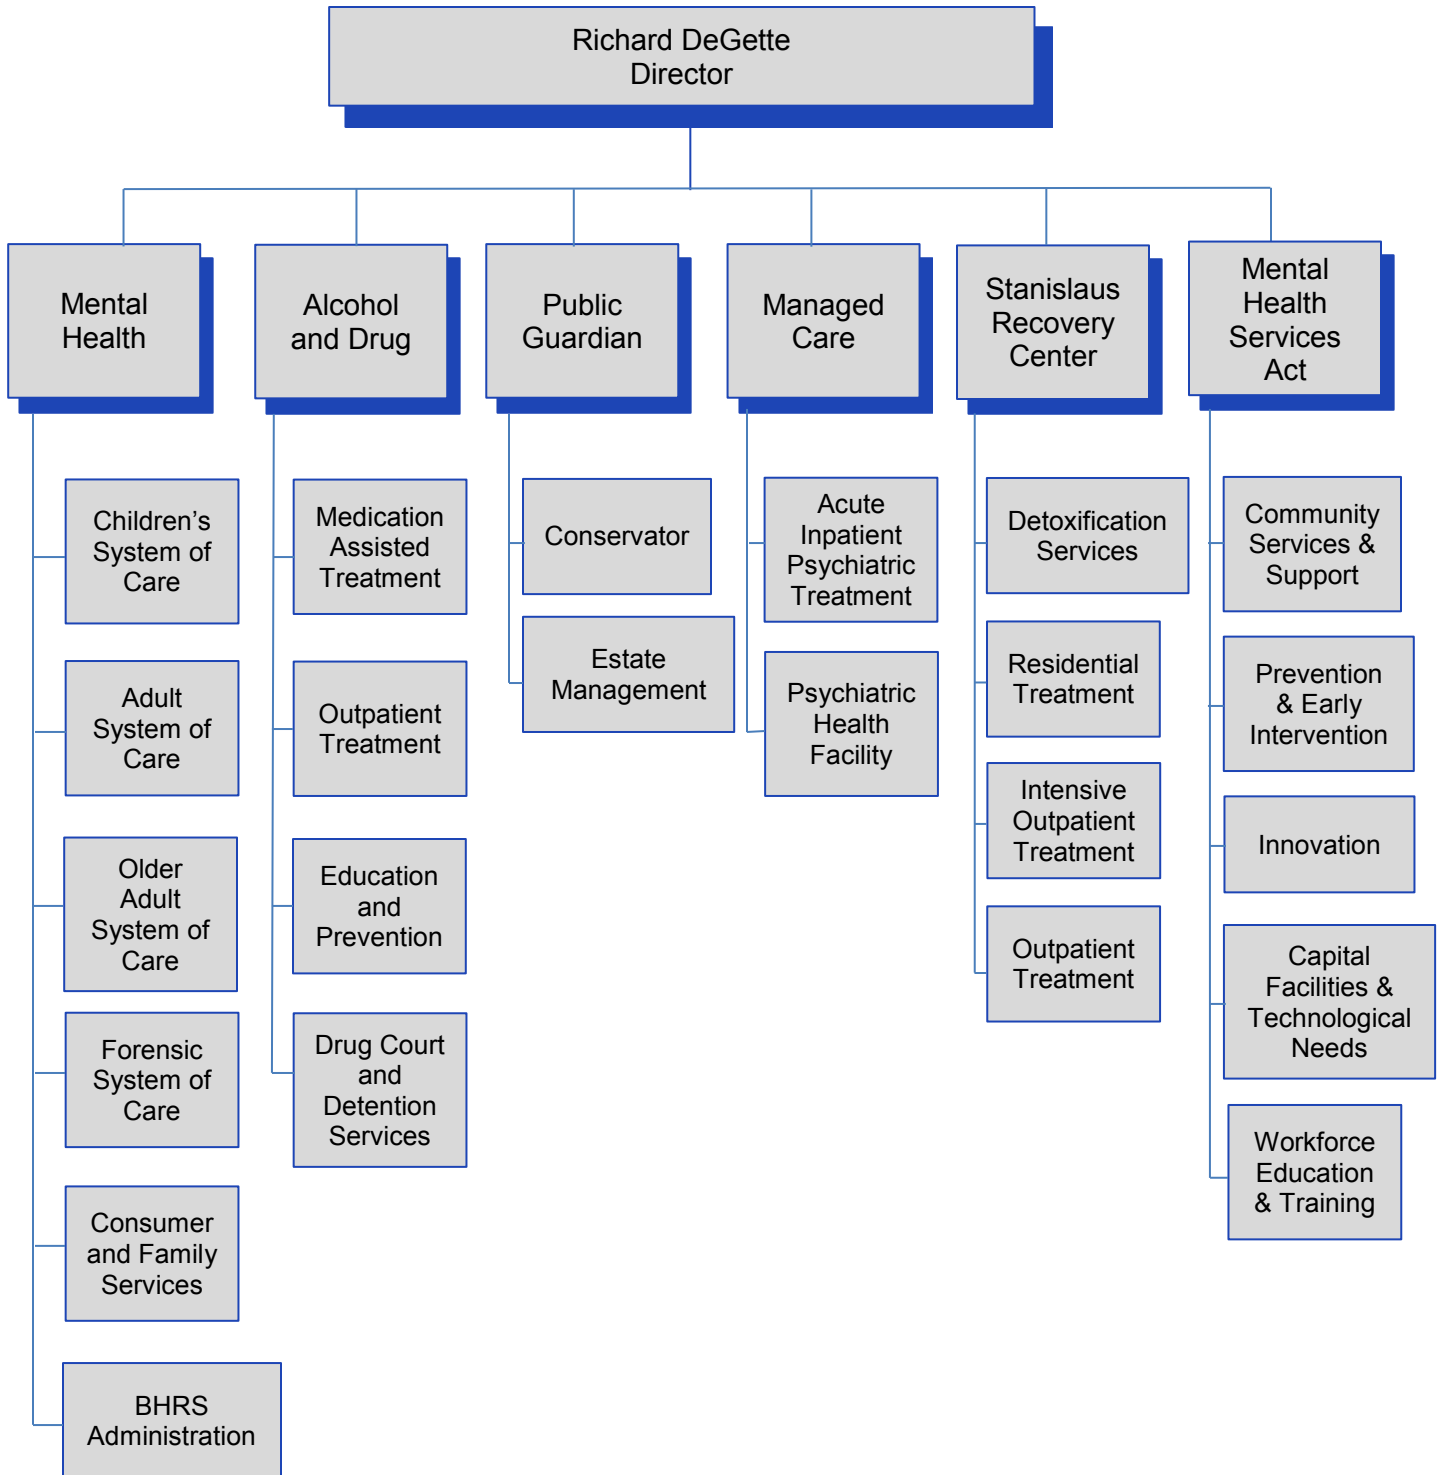 Richard DeGette
Director
Mental
Health
Alcohol
and Drug
Public
Guardian
Managed
Care
Stanislaus
Recovery
Center
Mental
Health
Services
Act
Children’s
System of
Care
Adult
System of
Care
Older
Adult
System of
Care
Forensic
System of
Care
Consumer
and Family
Services
BHRS
Administration
Medication
Assisted
Treatment
Outpatient
Treatment
Education
and
Prevention
Drug Court
and
Detention
Services
Conservator
Estate
Management
Acute
Inpatient
Psychiatric
Treatment
Psychiatric
Health
Facility
Detoxification
Services
Residential
Treatment
Intensive
Outpatient
Treatment
Outpatient
Treatment
Community
Services &
Support
Prevention
& Early
Intervention
Innovation
Capital
Facilities &
Technological
Needs
Workforce
Education
& Training